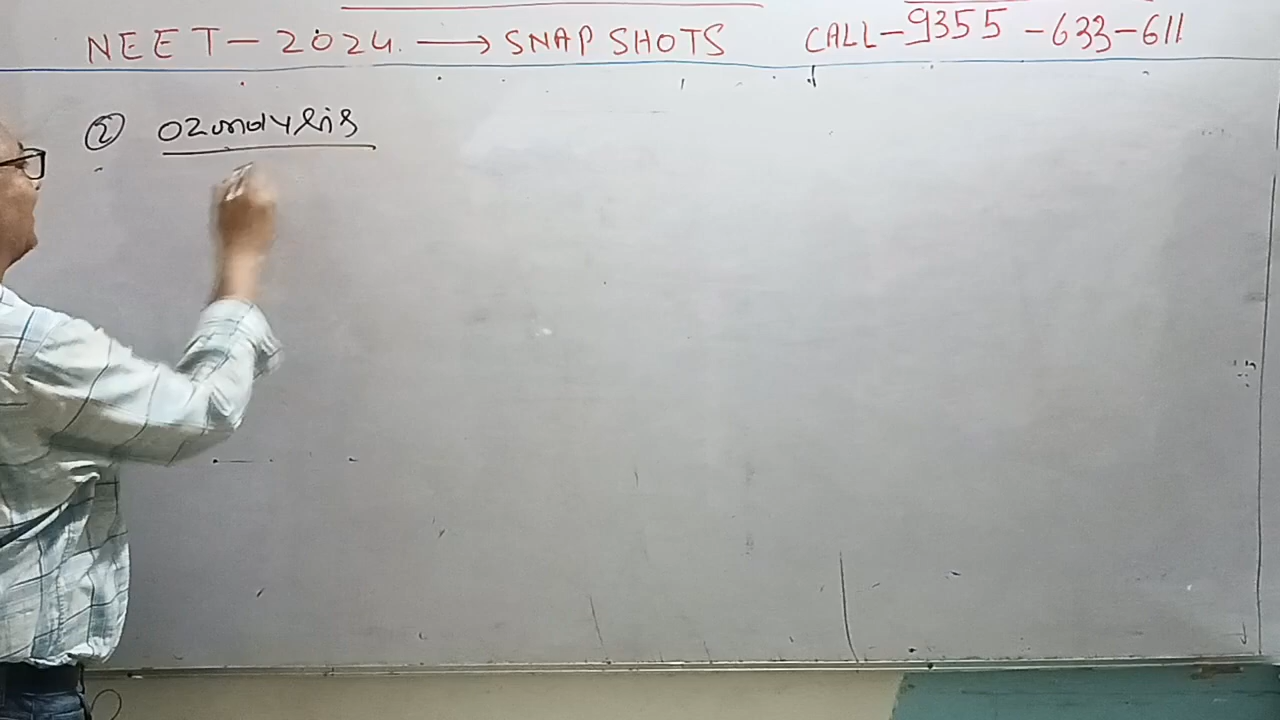 NEET-2024. → SNAP SHOTS CALL-9355-633-611
② Ozonolysis